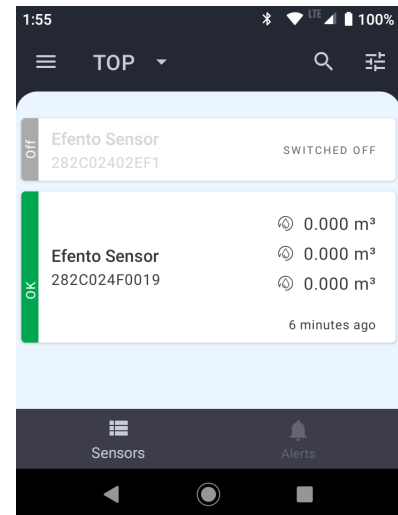 1:55
LTE
100%
TOP
Off
Efento Sensor
282C02402EF1
SWITCHED OFF
OK
Efento Sensor
282C024F0019
0.000 m³
0.000 m³
0.000 m³
6 minutes ago
Sensors
Alerts